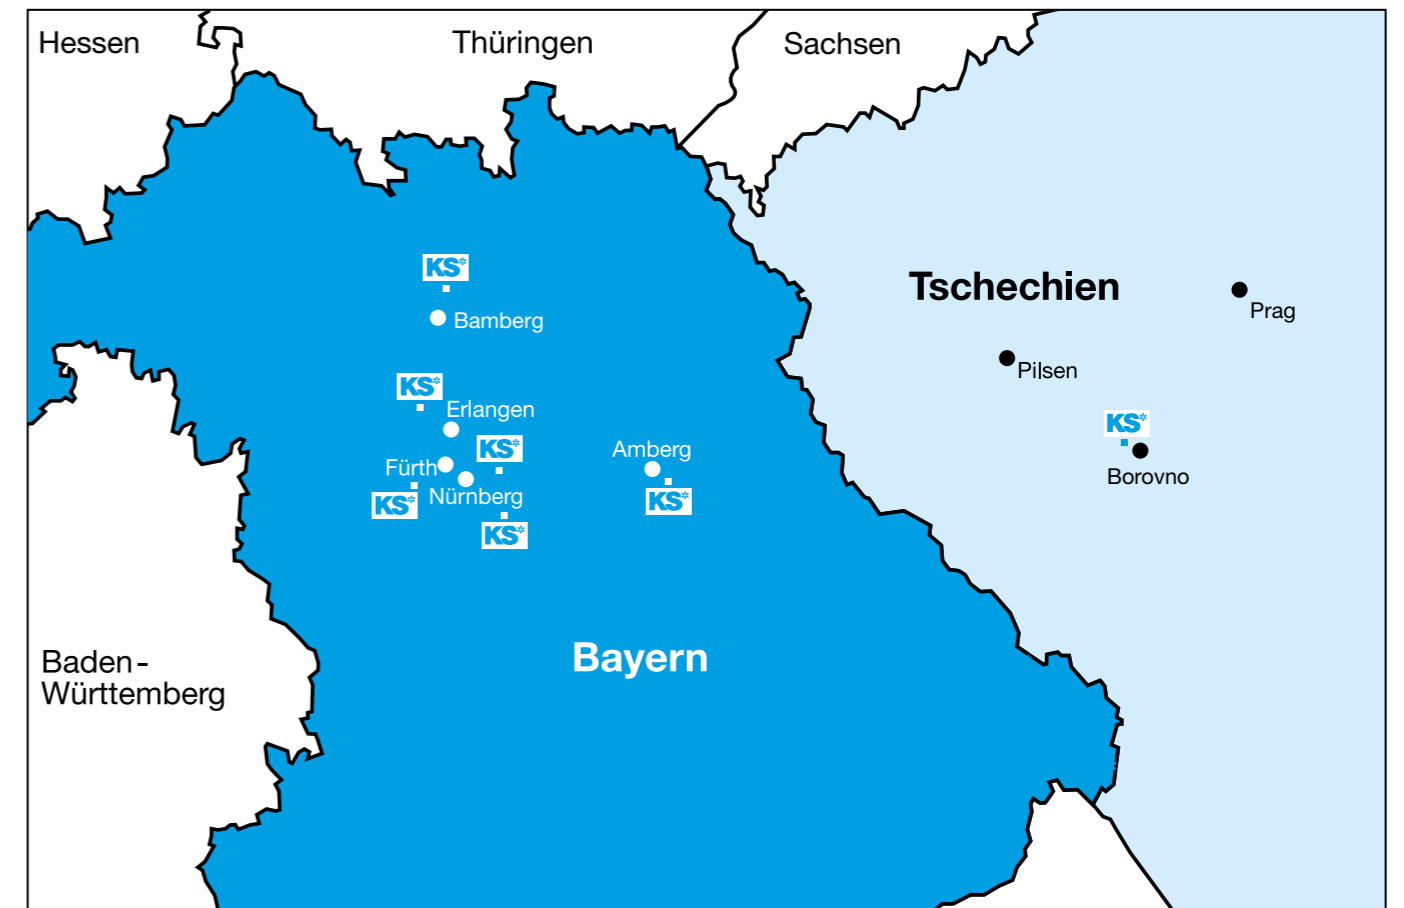 Hessen
Thüringen
Sachsen
KS*
Bamberg
Tschechien
Prag
Pilsen
KS*
Erlangen
KS*
Borovno
KS*
Amberg
Fürth
Nürnberg
KS*
KS*
KS*
Bayern
Baden-
Württemberg